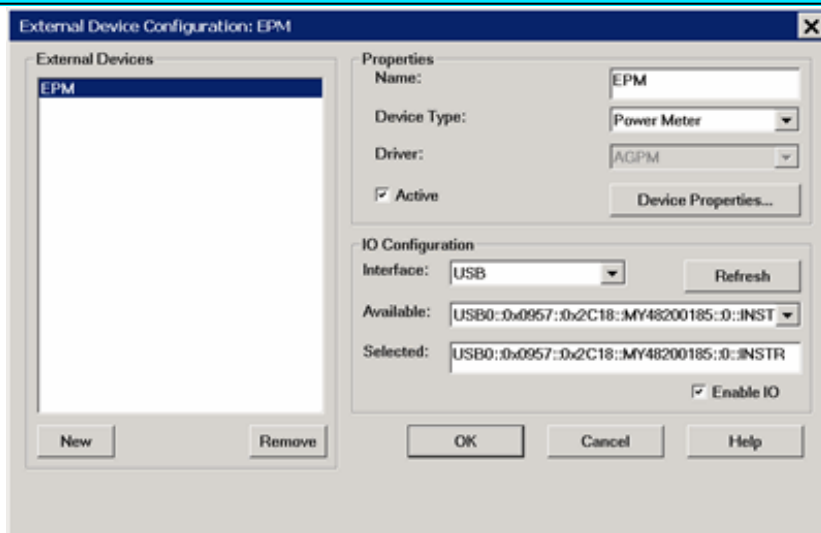 External Device Configuration: EPM
External Devices
EPM
New
Remove
Properties
Name:
EPM
Device Type:
Power Meter
Driver:
AGPM
Active
Device Properties...
IO Configuration
Interface:
USB
Refresh
Available:
USB0::0x0957::0x2C18::MY48200185::0::INST
Selected:
USB0::0x0957::0x2C18::MY48200185::0::INSTR
Enable IO
OK
Cancel
Help